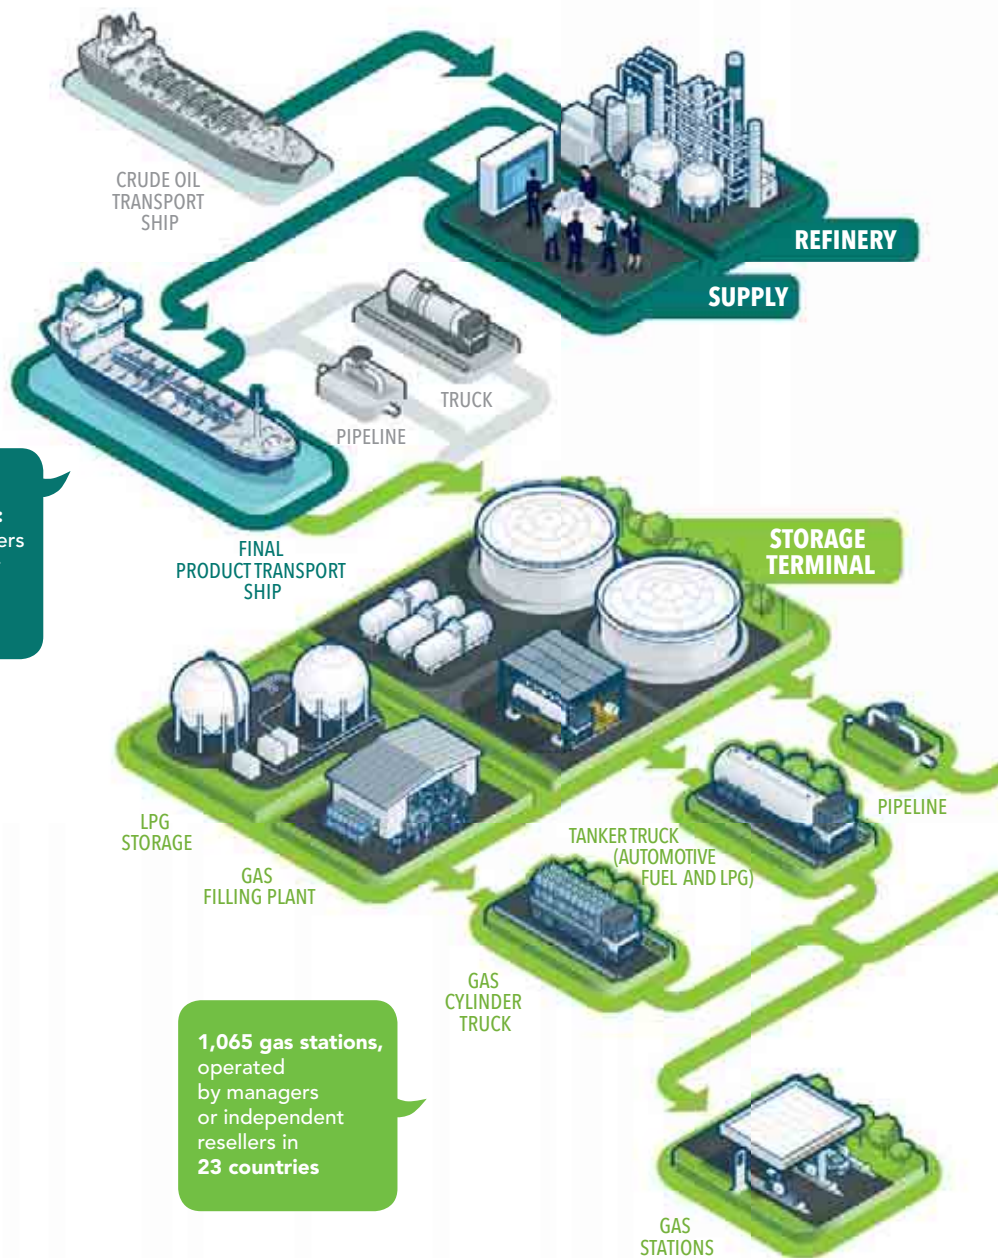 CRUDE OIL
TRANSPORT
SHIP
REFINERY
SUPPLY
TRUCK
PIPELINE
:
ers
FINAL
PRODUCT TRANSPORT
SHIP
STORAGE
TERMINAL
LPG
STORAGE
GAS
FILLING PLANT
TANKER TRUCK
(AUTOMOTIVE
FUEL AND LPG)
PIPELINE
GAS
CYLINDER
TRUCK
1,065 gas stations,
operated
by managers
or independent
resellers in
23 countries
GAS
STATIONS